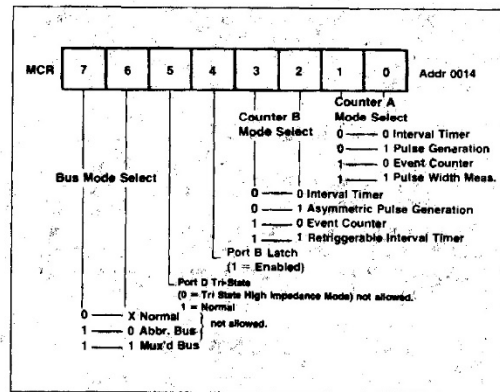 MCR 7 6 5 4 3 2 1 0 Addr 0014
Counter A
Mode Select
0 0 Interval Timer
0 1 Pulse Generation
1 0 Event Counter
1 1 Pulse Width Meas.
Counter B
Mode Select
0 0 Interval Timer
0 1 Asymmetric Pulse Generation
1 0 Event Counter
1 1 Retriggerable Interval Timer
Bus Mode Select
Port B Latch
(1 = Enabled)
Port D Tri-State
(0 = Tri State High Impedance Mode) not allowed.
1 = Normal
0 X Normal
1 0 Abbr. Bus
1 1 Mux'd Bus
not allowed.